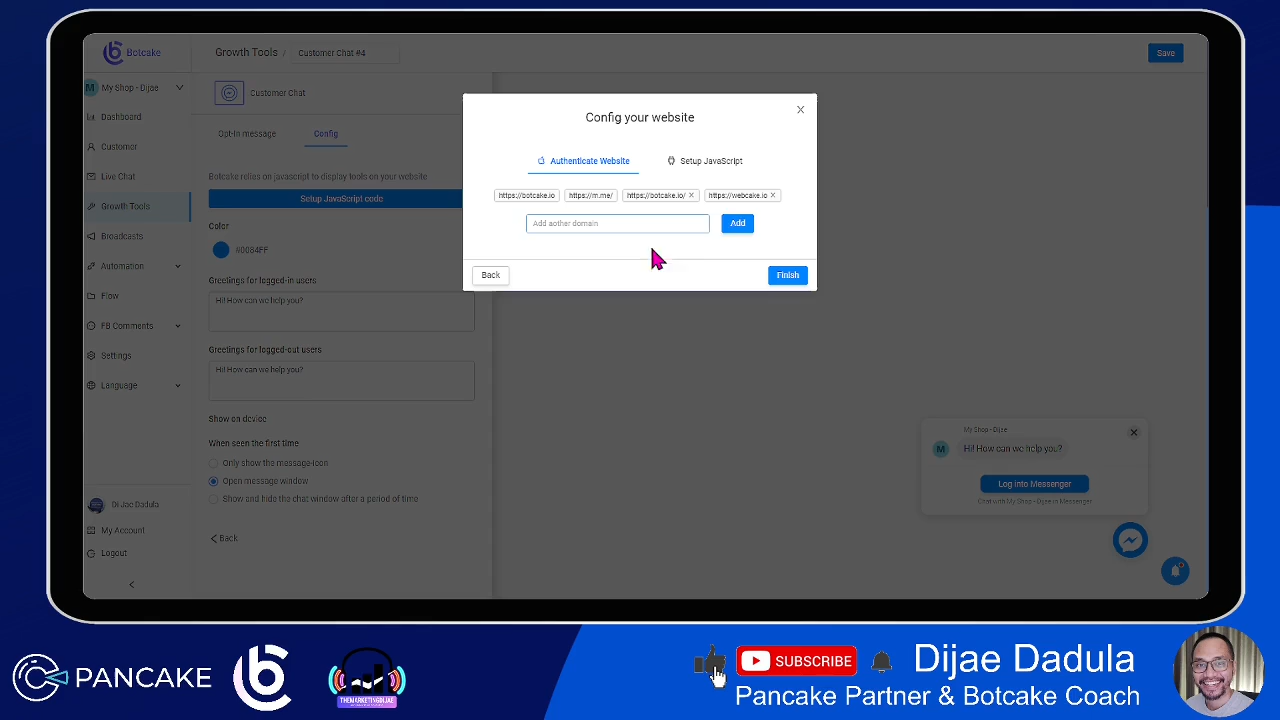 Botcake
Growth Tools / Customer Chat #4
Save
M My Shop - Dijae
Dashboard
Customer
Live Chat
Growth Tools
Broadcasts
Automation
Flow
FB Comments
Settings
Language
Di Jae Dadula
My Account
Logout
Customer Chat
Opt-In message
Config
Botcake relies on javascript to display tools on your website
Setup JavaScript code
Color
#0084FF
Greetings for logged-in users
Hi! How can we help you?
Greetings for logged-out users
Hi! How can we help you?
Show on device
When seen the first time
Only show the message-icon
Open message window
Show and hide the chat window after a period of time
Back
Config your website
Authenticate Website
Setup JavaScript
https://botcake.io
https://m.me/
https://botcake.io/
https://webcake.io
Add aother domain
Add
Back
Finish
My Shop - Dijae
M
Hi! How can we help you?
Log into Messenger
Chat with My Shop - Dijae in Messenger
PANCAKE
THEMARKETINGDIJAE
SUBSCRIBE
Dijae Dadula
Pancake Partner & Botcake Coach